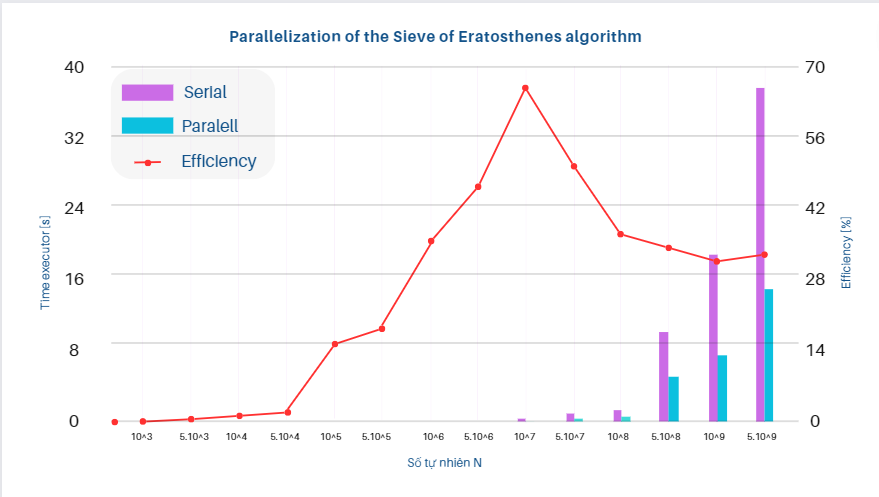 Parallelization of the Sieve of Eratosthenes algorithm
40
70
Serial
Paralell
Efficiency
32
56
24
42
16
28
8
14
0
0
Time executor [s]
Efficiency [%]
10^3 5.10^3 10^4 5.10^4 10^5 5.10^5 10^6 5.10^6 10^7 5.10^7 10^8 5.10^8 10^9 5.10^9
Số tự nhiên N